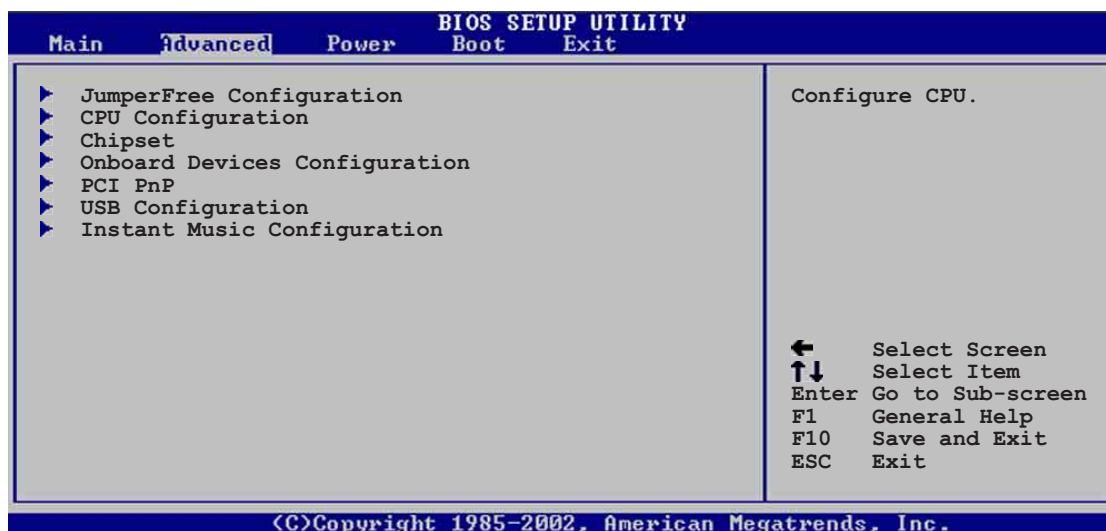 BIOS SETUP UTILITY
Main Advanced Power Boot Exit
JumperFree Configuration
CPU Configuration
Chipset
Onboard Devices Configuration
PCI PnP
USB Configuration
Instant Music Configuration
Configure CPU.
Select Screen
Select Item
Enter Go to Sub-screen
F1 General Help
F10 Save and Exit
ESC Exit
(C)Copyright 1985-2002, American Megatrends, Inc.